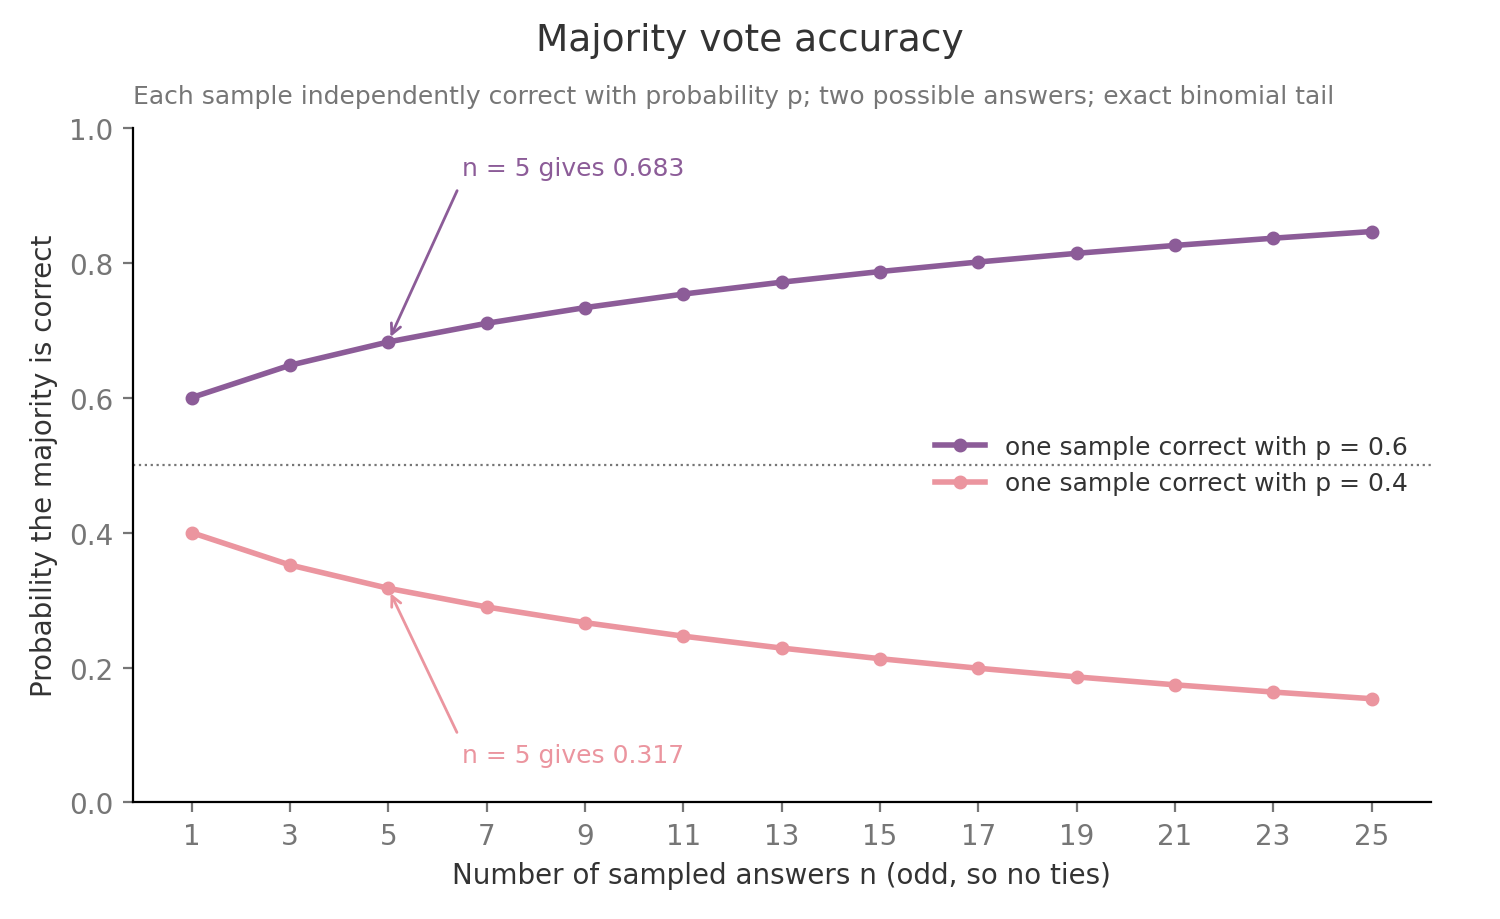 Majority vote accuracy
Each sample independently correct with probability p; two possible answers; exact binomial tail
Probability the majority is correct
1.0
0.8
0.6
0.4
0.2
0.0
n = 5 gives 0.683
one sample correct with p = 0.6
one sample correct with p = 0.4
n = 5 gives 0.317
1 3 5 7 9 11 13 15 17 19 21 23 25
Number of sampled answers n (odd, so no ties)